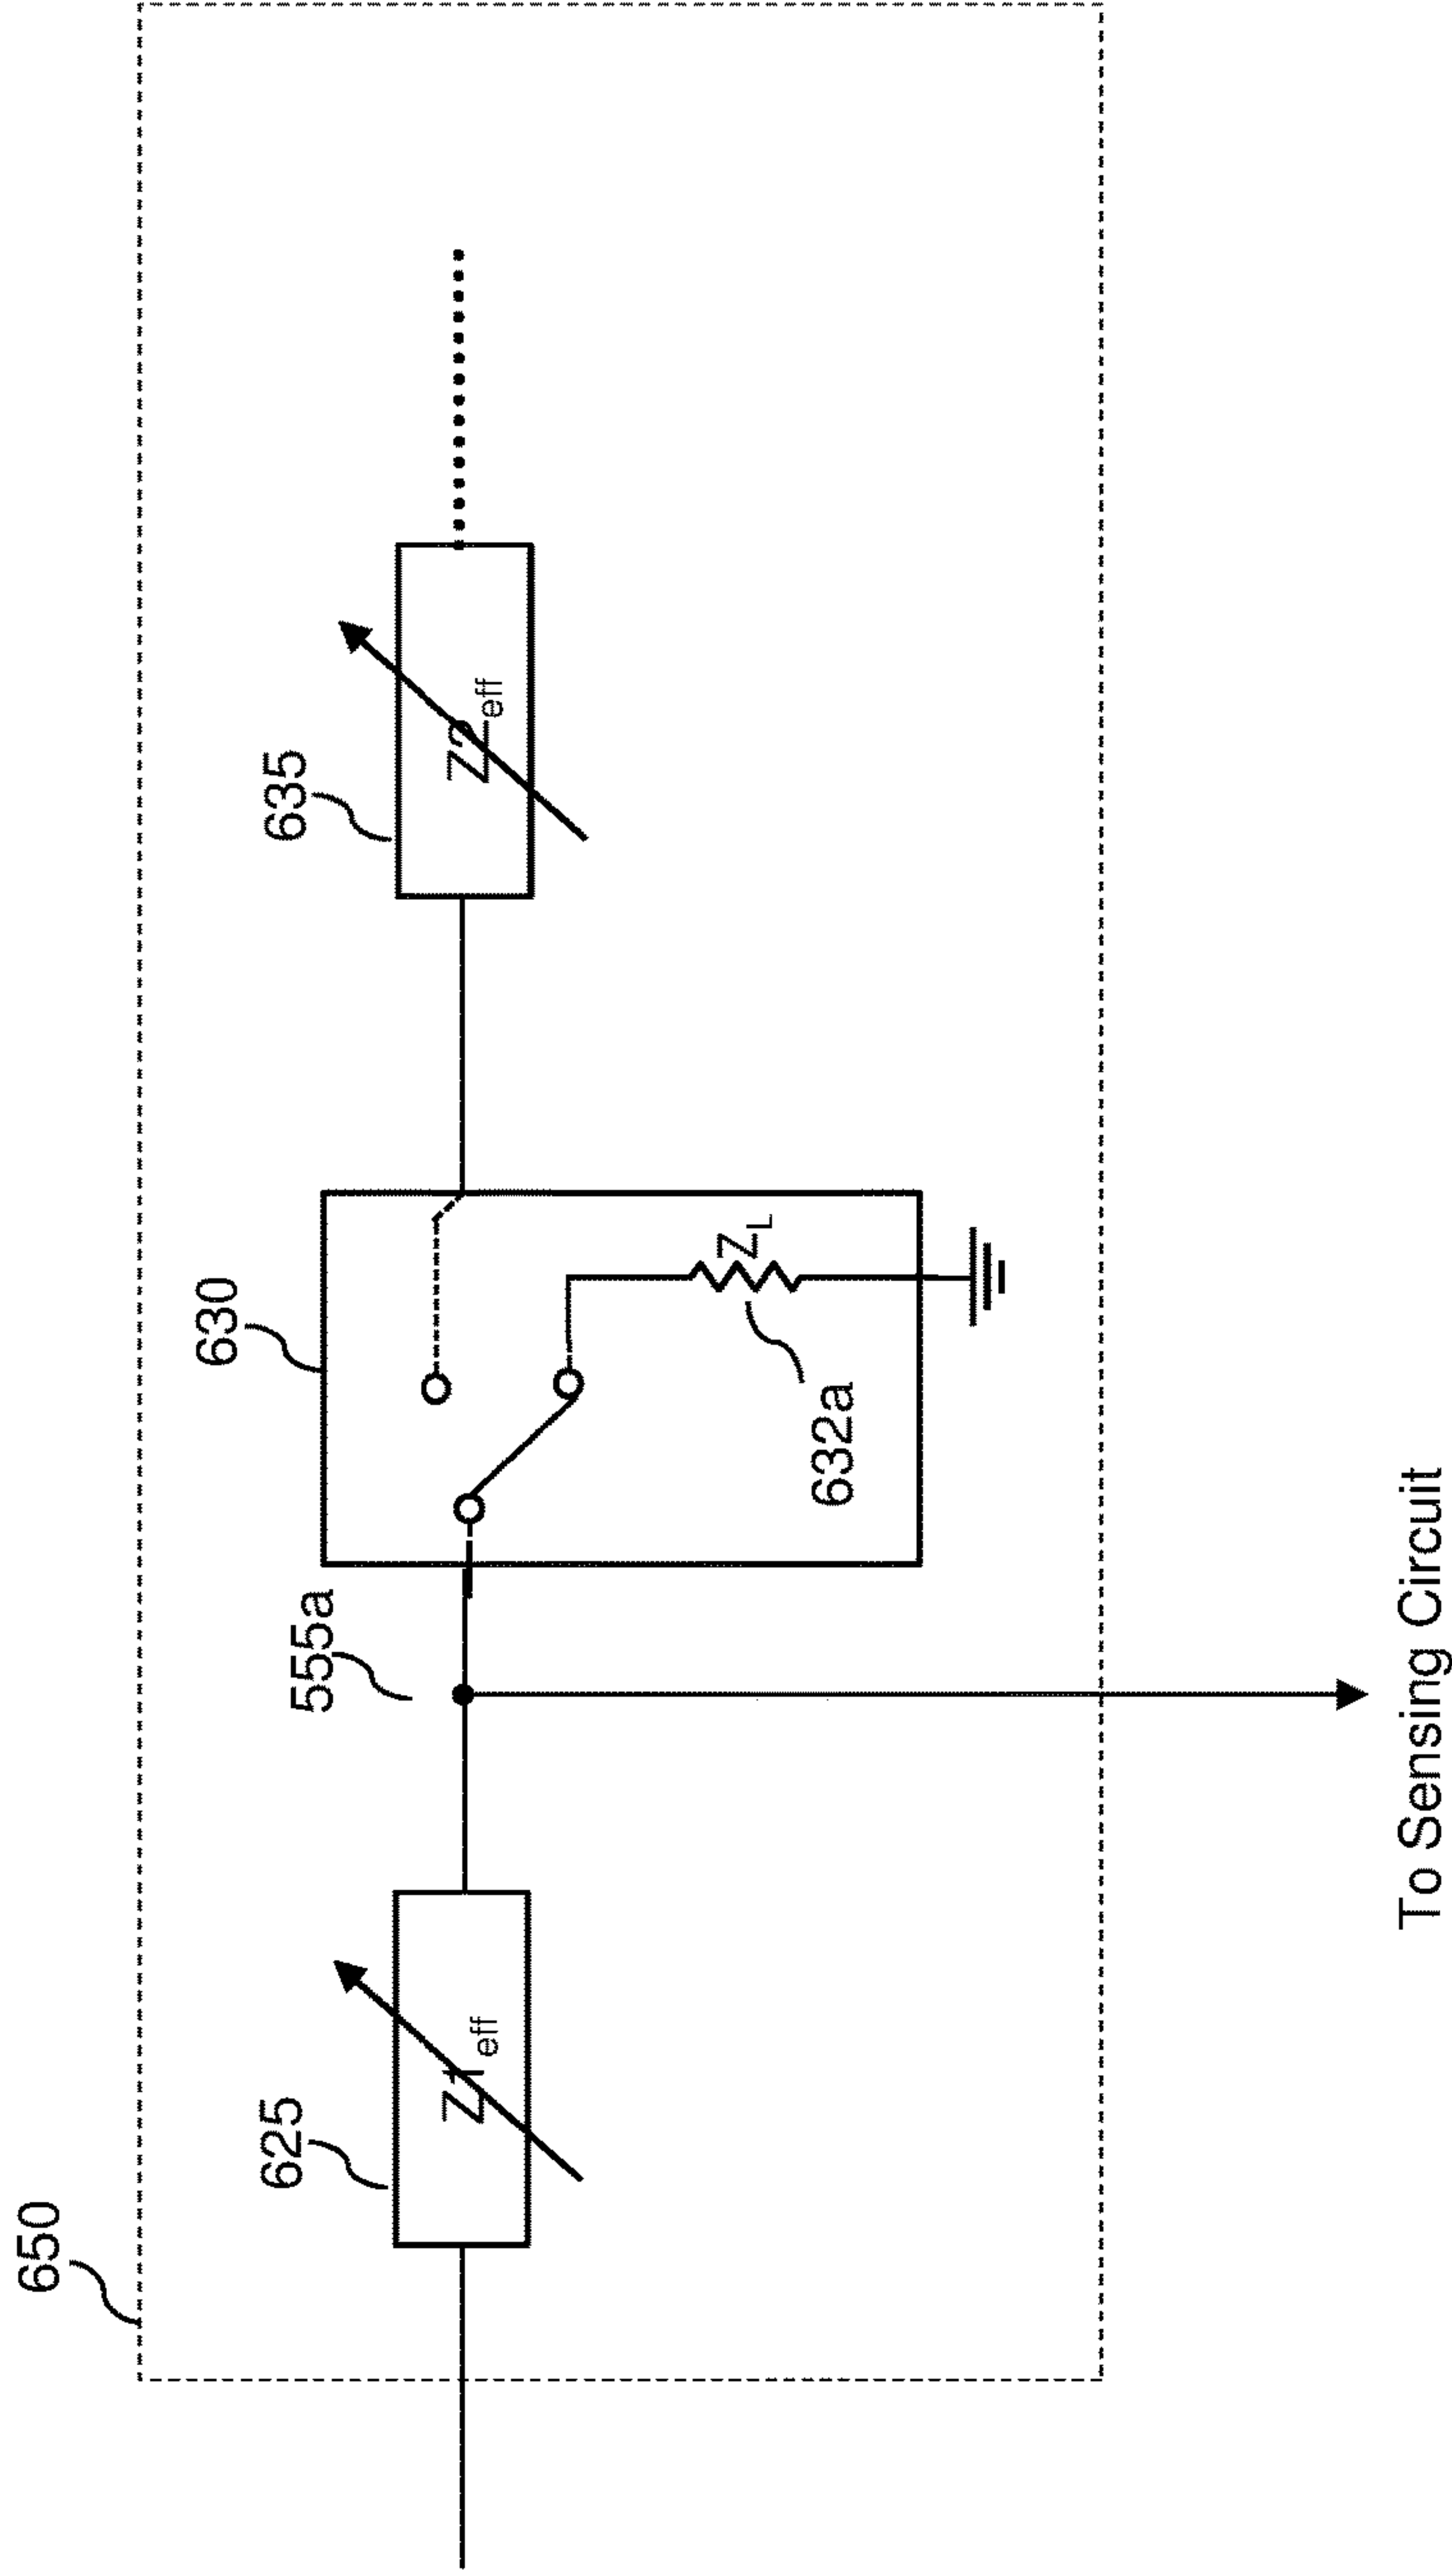 650
625
Z1eff
555a
630
632a
ZL
635
Z2eff
To Sensing Circuit